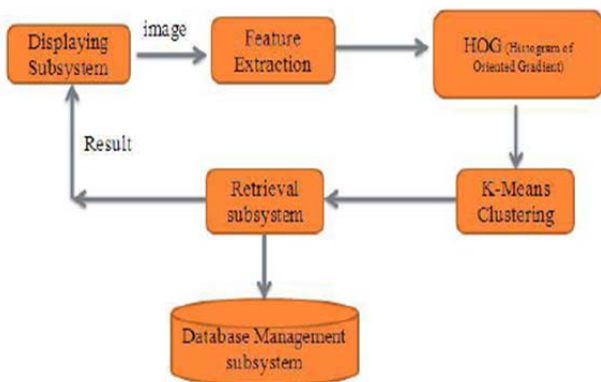 Displaying
Subsystem
image
Feature
Extraction
HOG (Histogram of
Oriented Gradient)
Result
Retrieval
subsystem
K-Means
Clustering
Database Management
subsystem